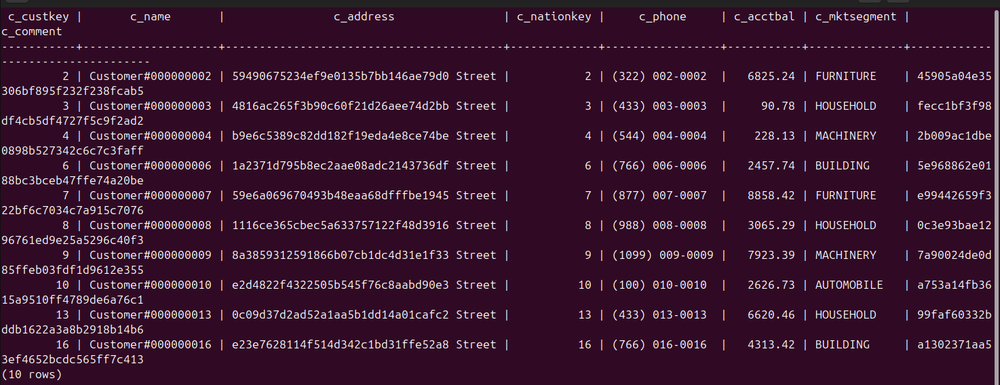 c_custkey |       c_name       |                c_address                | c_nationkey |     c_phone     | c_acctbal | c_mktsegment |
c_comment
-----------+--------------------+-----------------------------------------+-------------+-----------------+-----------+--------------+------------
----------------------
         2 | Customer#000000002 | 59490675234ef9e0135b7bb146ae79d0 Street |           2 | (322) 002-0002  |   6825.24 | FURNITURE    | 45905a04e35
306bf895f232f238fcab5
         3 | Customer#000000003 | 4816ac265f3b90c60f21d26aee74d2bb Street |           3 | (433) 003-0003  |     90.78 | HOUSEHOLD    | fecc1bf3f98
df4cb5df4727f5c9f2ad2
         4 | Customer#000000004 | b9e6c5389c82dd182f19eda4e8ce74be Street |           4 | (544) 004-0004  |    228.13 | MACHINERY    | 2b009ac1dbe
0898b527342c6c7c3faff
         6 | Customer#000000006 | 1a2371d795b8ec2aae08adc2143736df Street |           6 | (766) 006-0006  |   2457.74 | BUILDING     | 5e968862e01
88bc3bceb47ffe74a20be
         7 | Customer#000000007 | 59e6a069670493b48eaa68dfffbe1945 Street |           7 | (877) 007-0007  |   8858.42 | FURNITURE    | e99442659f3
22bf6c7034c7a915c7076
         8 | Customer#000000008 | 1116ce365cbec5a633757122f48d3916 Street |           8 | (988) 008-0008  |   3065.29 | HOUSEHOLD    | 0c3e93bae12
96761ed9e25a5296c40f3
         9 | Customer#000000009 | 8a3859312591866b07cb1dc4d31e1f33 Street |           9 | (1099) 009-0009 |   7923.39 | MACHINERY    | 7a90024de0d
85ffeb03fdf1d9612e355
        10 | Customer#000000010 | e2d4822f4322505b545f76c8aabd90e3 Street |          10 | (100) 010-0010  |   2626.73 | AUTOMOBILE   | a753a14fb36
15a9510ff4789de6a76c1
        13 | Customer#000000013 | 0c09d37d2ad52a1aa5b1dd14a01cafc2 Street |          13 | (433) 013-0013  |   6620.46 | HOUSEHOLD    | 99faf60332b
ddb1622a3a8b2918b14b6
        16 | Customer#000000016 | e23e7628114f514d342c1bd31ffe52a8 Street |          16 | (766) 016-0016  |   4313.42 | BUILDING     | a1302371aa5
3ef4652bcdc565ff7c413
(10 rows)